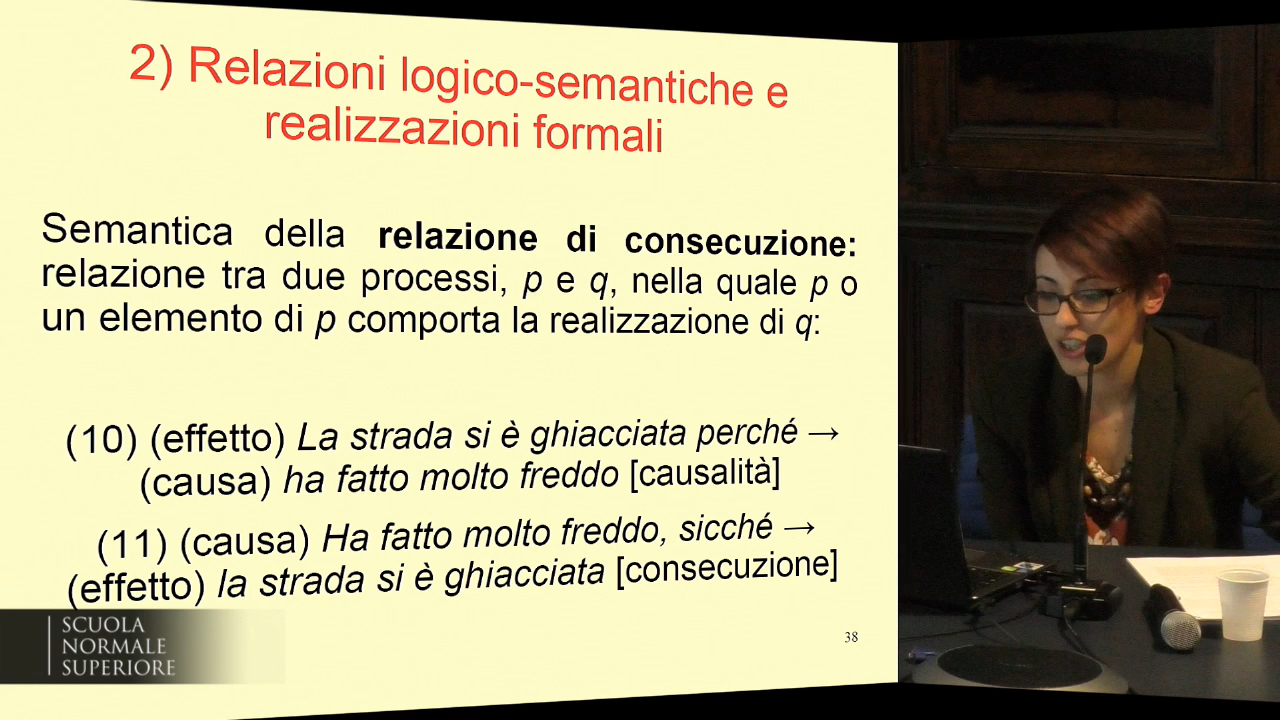 2) Relazioni logico-semantiche e
realizzazioni formali
Semantica della relazione di consecuzione:
relazione tra due processi, p e q, nella quale p o
un elemento di p comporta la realizzazione di q:
(10) (effetto) La strada si è ghiacciata perché →
(causa) ha fatto molto freddo [causalità]
(11) (causa) Ha fatto molto freddo, sicché →
(effetto) la strada si è ghiacciata [consecuzione]
38
SCUOLA
NORMALE
SUPERIORE